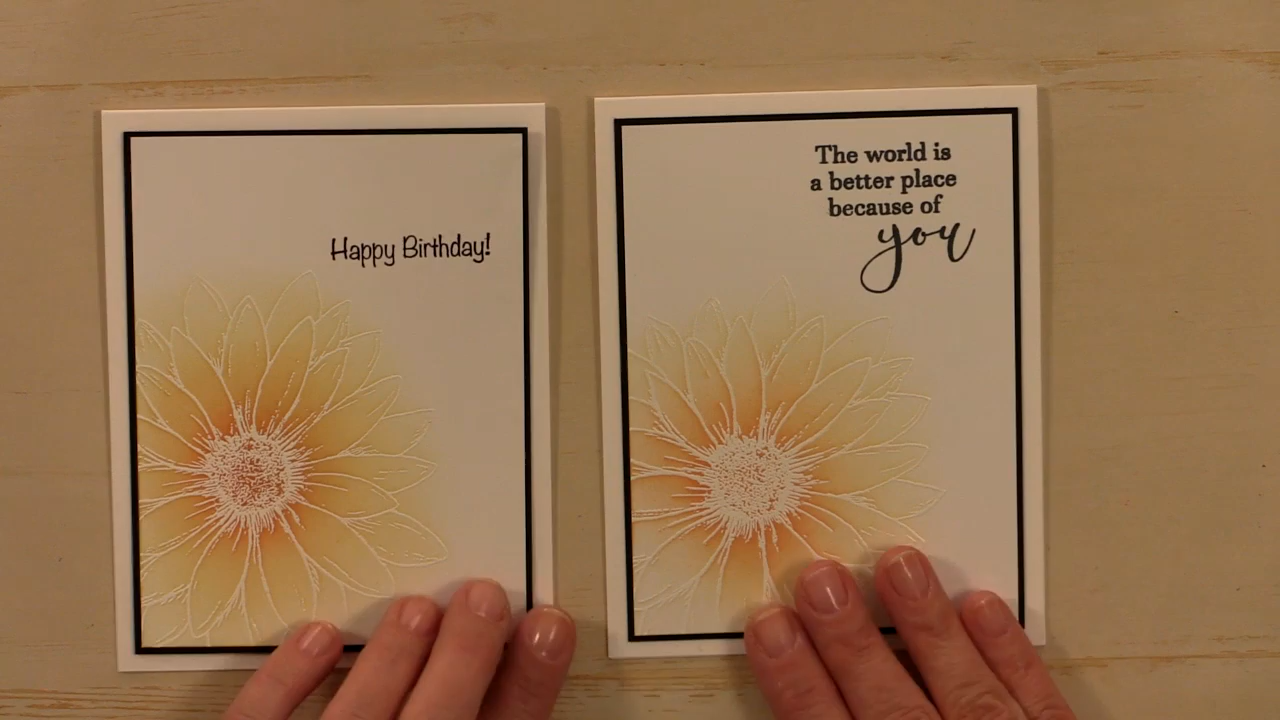 Happy Birthday!
The world is
a better place
because of
you